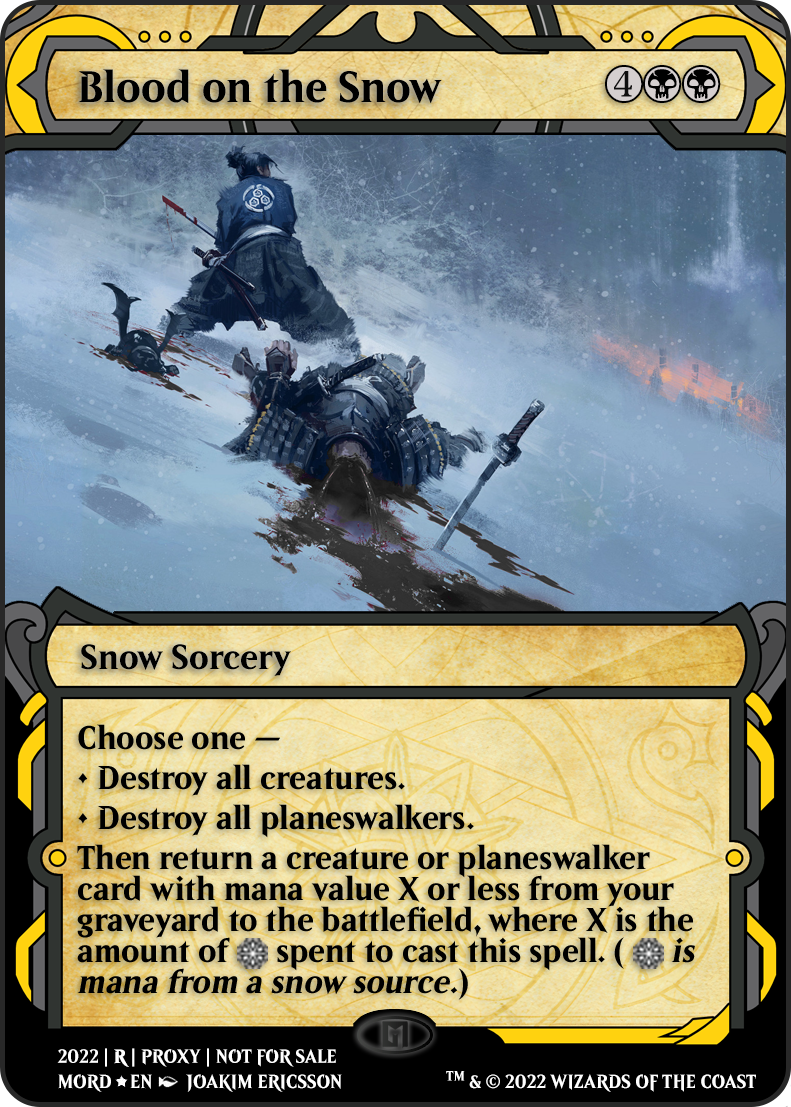 Blood on the Snow 4
Snow Sorcery
Choose one —
• Destroy all creatures.
• Destroy all planeswalkers.
Then return a creature or planeswalker
card with mana value X or less from your
graveyard to the battlefield, where X is the
amount of spent to cast this spell. ( is
mana from a snow source.)
2022 | R | PROXY | NOT FOR SALE
MORD ★ EN JOAKIM ERICSSON
™ & © 2022 WIZARDS OF THE COAST